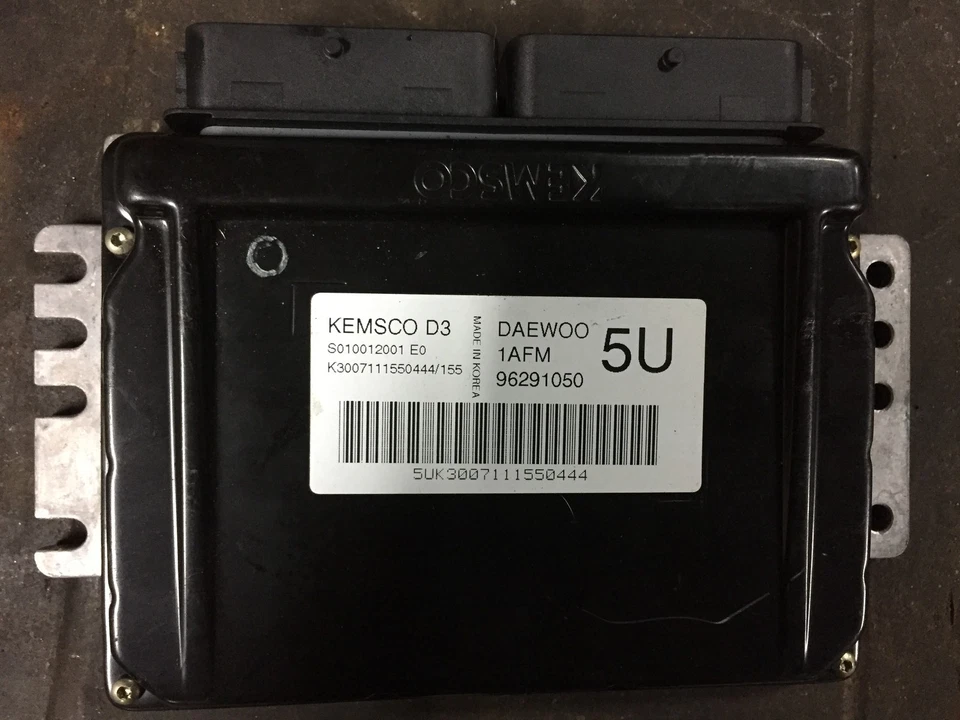 KEMSCO
KEMSCO D3
S010012001 E0
K3007111550444/155
MADE IN KOREA
DAEWOO
1AFM
96291050
5U
5UK3007111550444